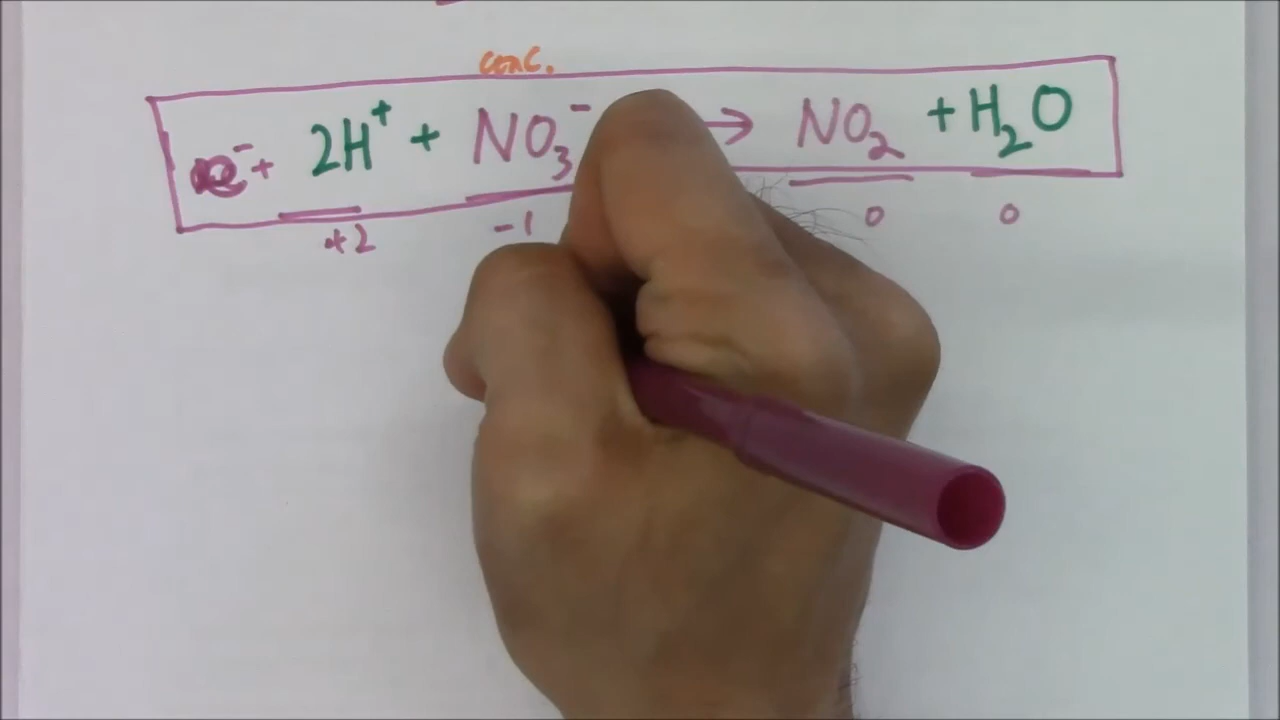 conc.
e⁻ + 2H⁺ + NO₃⁻ → NO₂ + H₂O
+2 -1 0 0